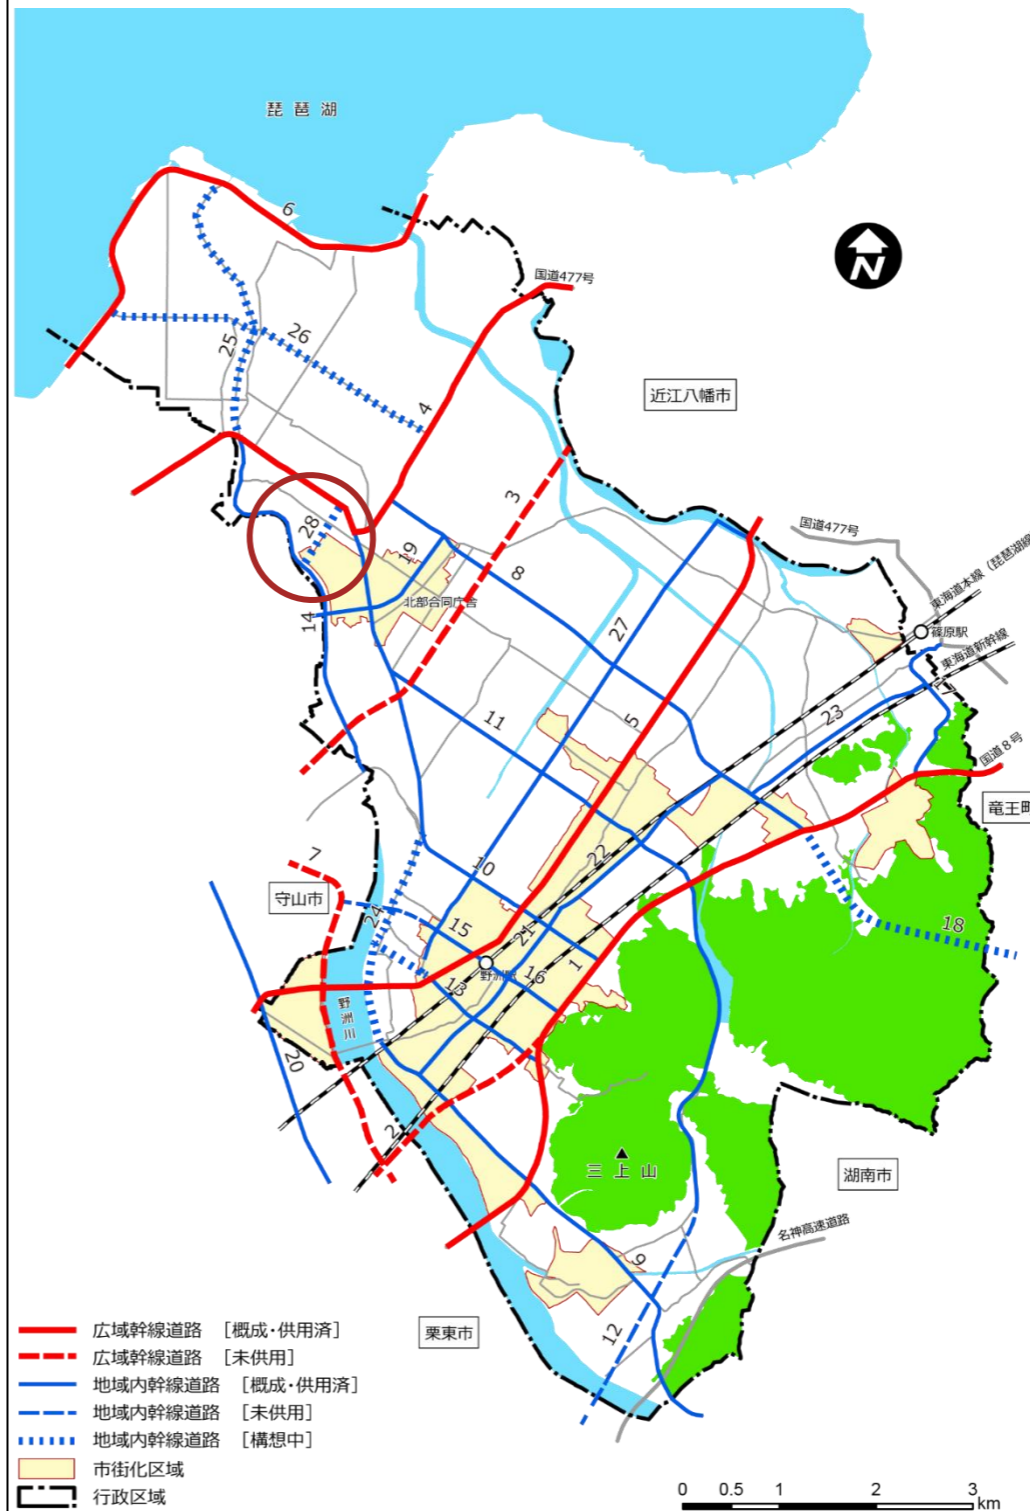 琵琶湖
6
国道477号
26
25
4
近江八幡市
3
国道477号
28
19
8
東海道本線（琵琶湖線
北部合同庁舎
27
篠原駅
14
東海道新幹線
17
11
5
23
国道8号
竜王町
22
7
10
守山市
24
15
21
18
野洲駅
16
1
13
野洲川
20
2
三上山
湖南市
名神高速道路
9
栗東市
12
広域幹線道路 ［概成・供用済］
広域幹線道路 ［未供用］
地域内幹線道路 ［概成・供用済］
地域内幹線道路 ［未供用］
地域内幹線道路 ［構想中］
市街化区域
行政区域
0 0.5 1 2 3
km
N